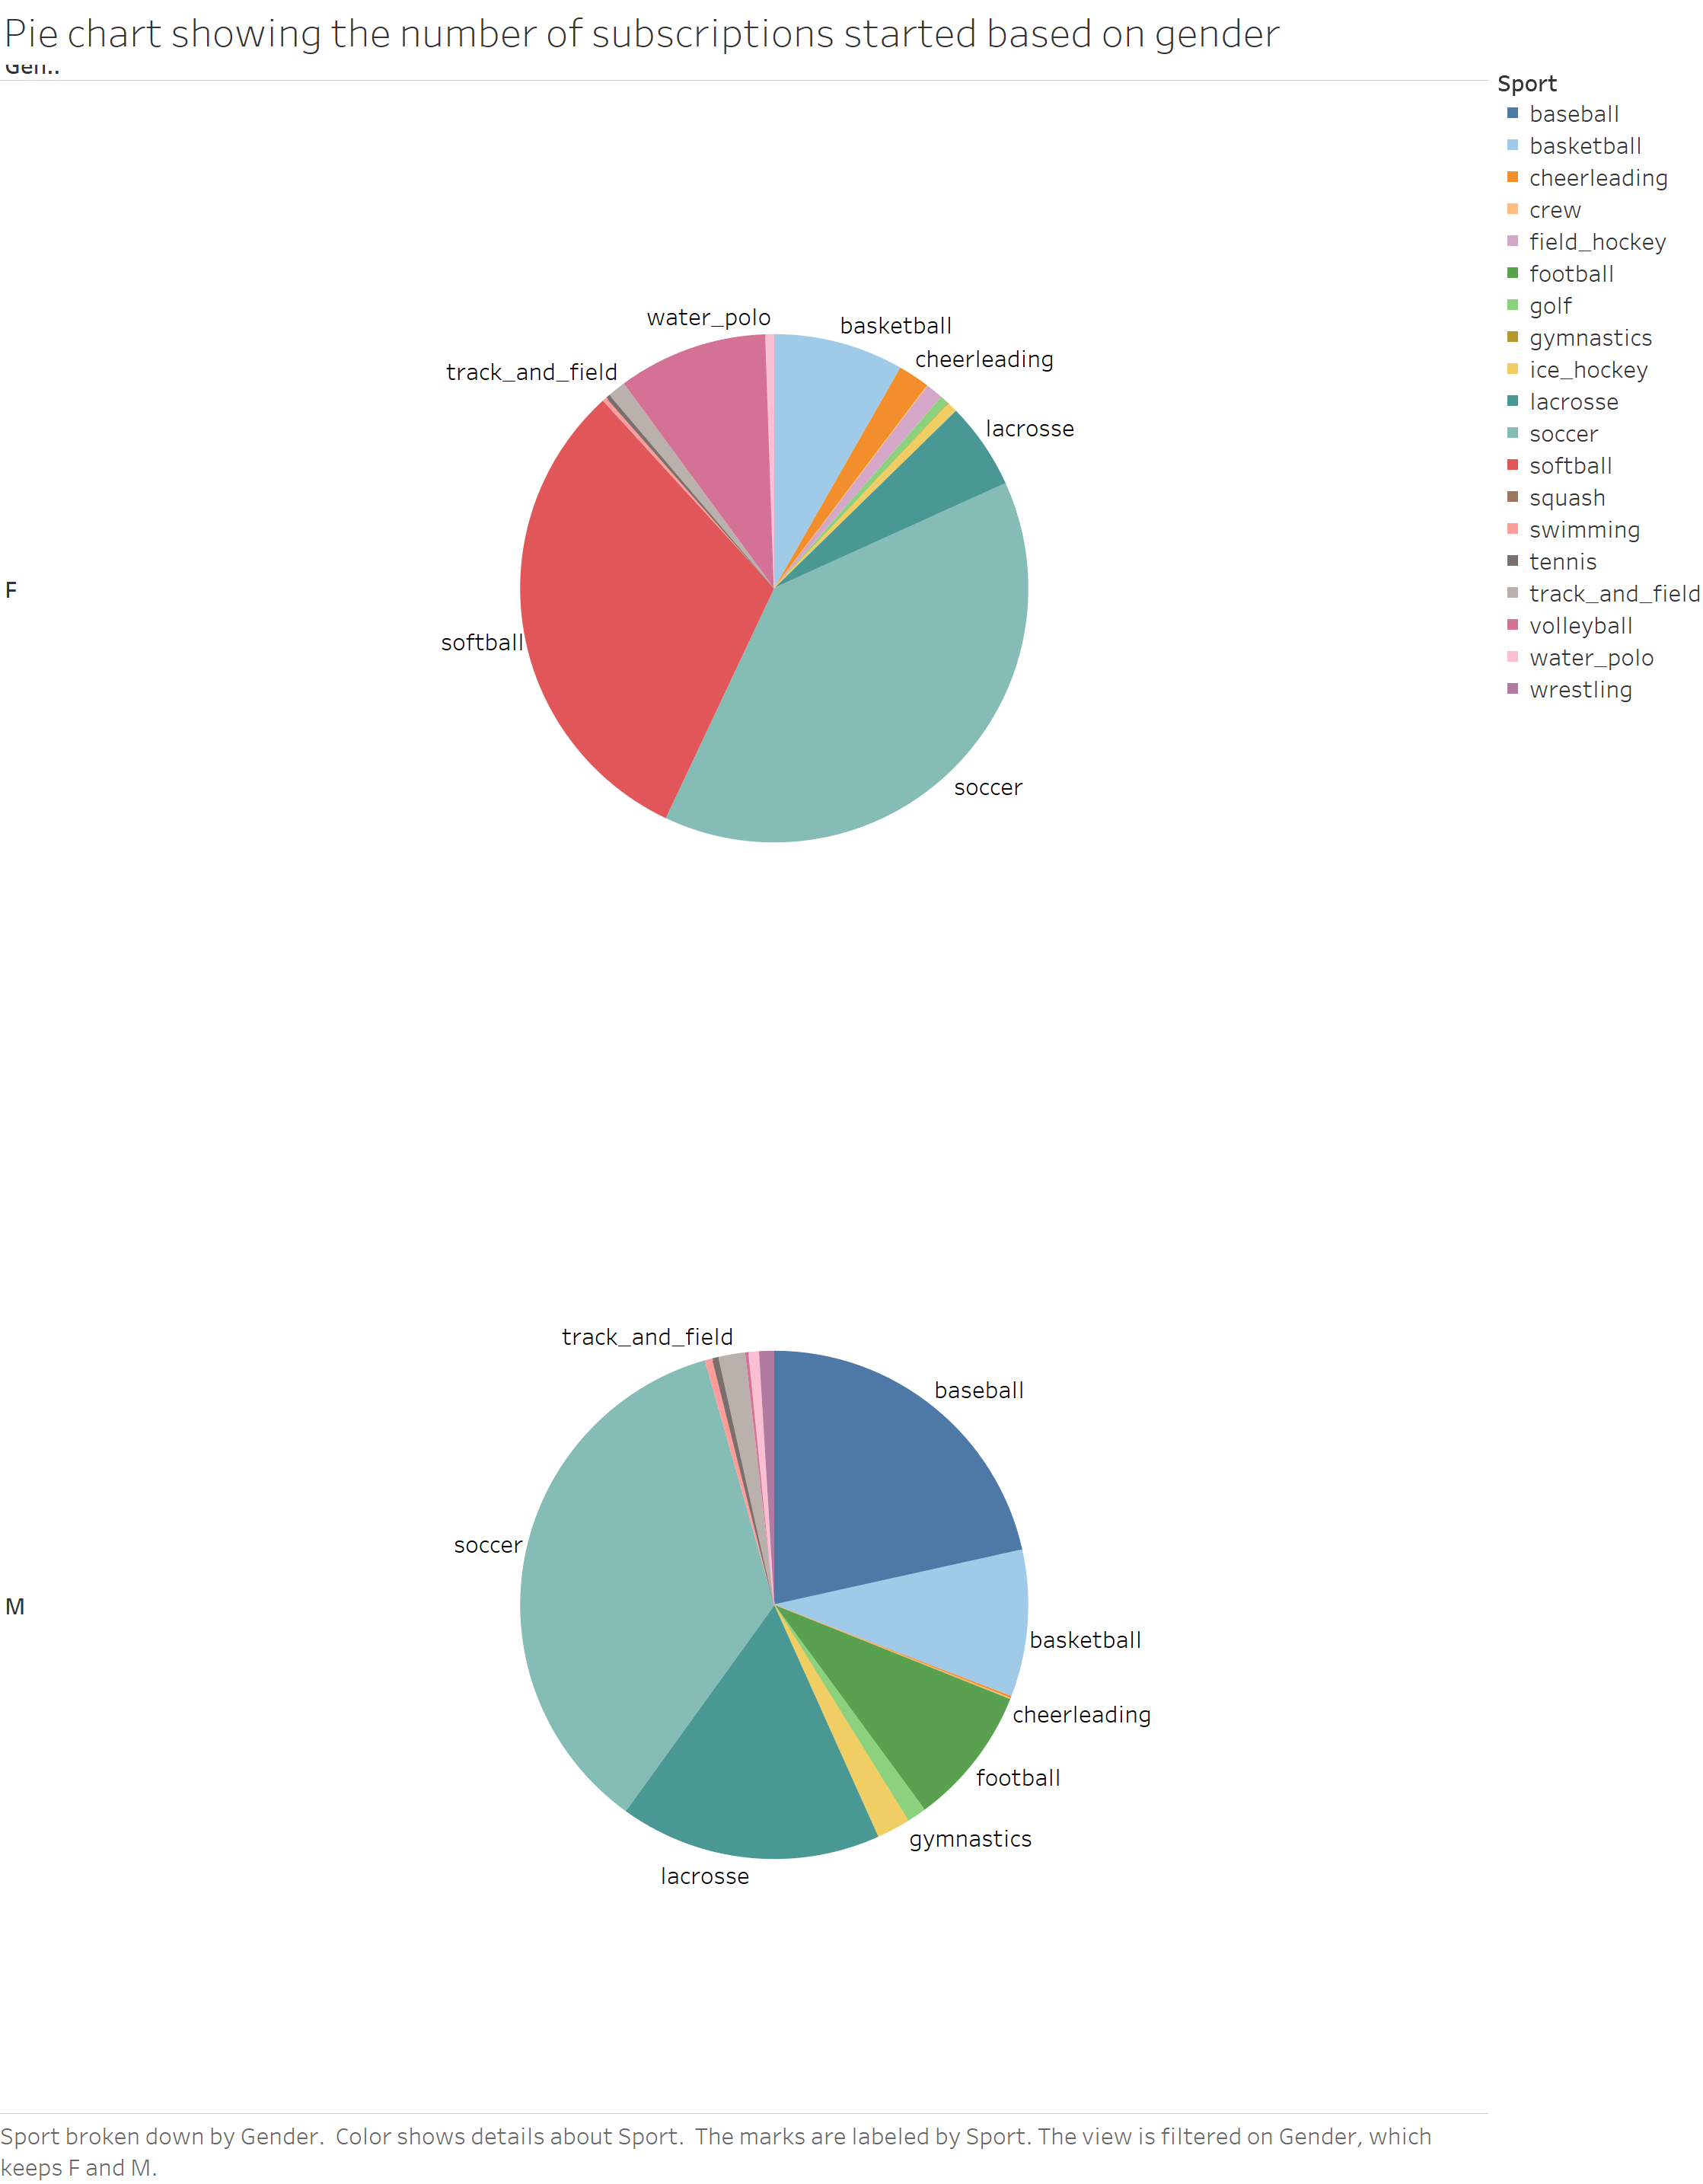 Pie chart showing the number of subscriptions started based on gender
Gen..
Sport
baseball
basketball
cheerleading
crew
field_hockey
football
golf
gymnastics
ice_hockey
lacrosse
soccer
softball
squash
swimming
tennis
track_and_field
volleyball
water_polo
wrestling
water_polo
basketball
cheerleading
track_and_field
lacrosse
F
softball
soccer
track_and_field
baseball
soccer
M
basketball
cheerleading
football
gymnastics
lacrosse
Sport broken down by Gender.  Color shows details about Sport.  The marks are labeled by Sport. The view is filtered on Gender, which
keeps F and M.